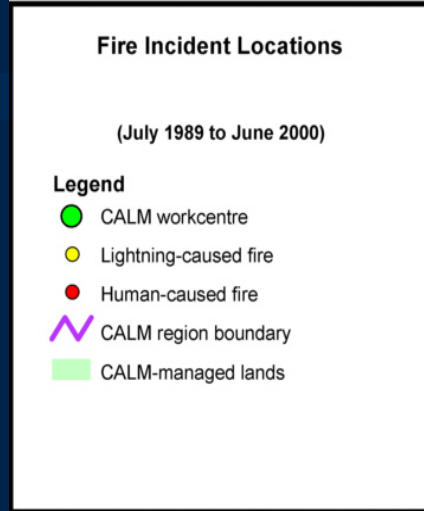 Fire Incident Locations
(July 1989 to June 2000)
Legend
CALM workcentre
Lightning-caused fire
Human-caused fire
CALM region boundary
CALM-managed lands